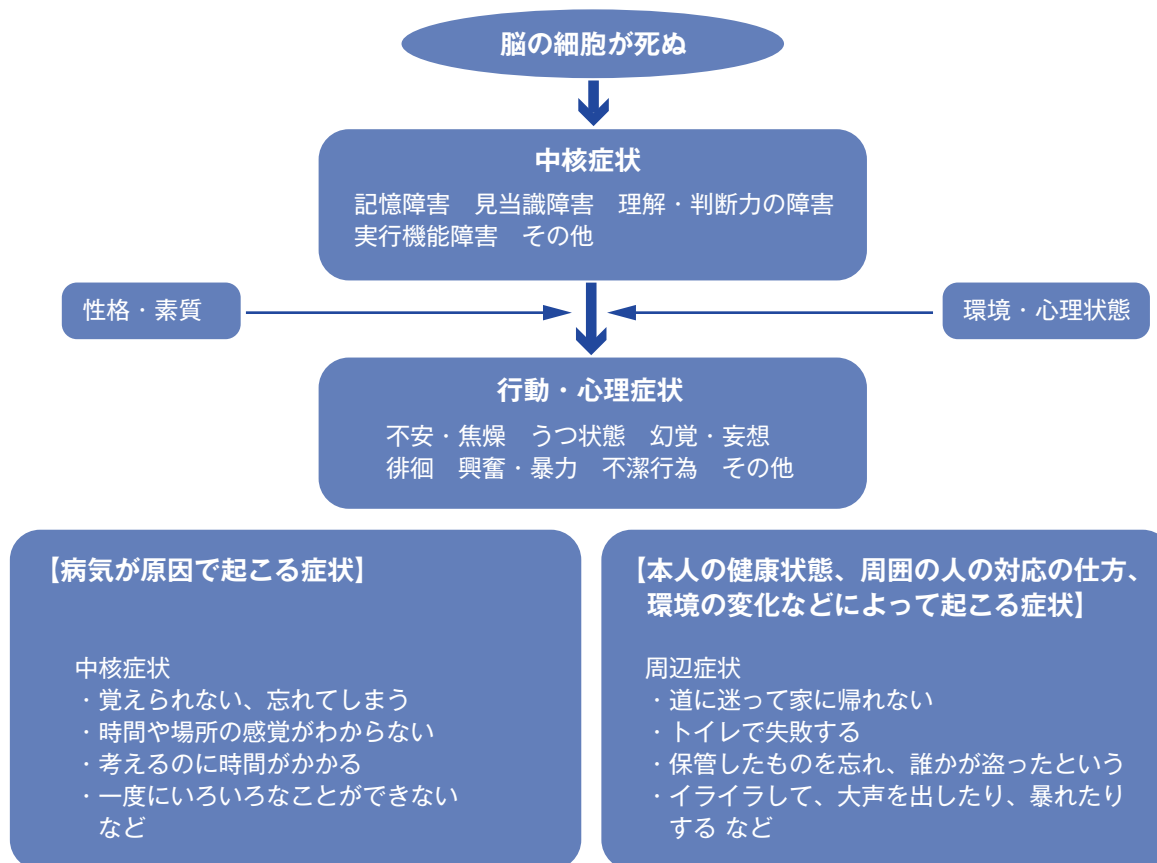 脳の細胞が死ぬ
中核症状
記憶障害　見当識障害　理解・判断力の障害
実行機能障害　その他
性格・素質
環境・心理状態
行動・心理症状
不安・焦燥　うつ状態　幻覚・妄想
徘徊　興奮・暴力　不潔行為　その他
【病気が原因で起こる症状】
中核症状
・覚えられない、忘れてしまう
・時間や場所の感覚がわからない
・考えるのに時間がかかる
・一度にいろいろなことができない
など
【本人の健康状態、周囲の人の対応の仕方、
環境の変化などによって起こる症状】
周辺症状
・道に迷って家に帰れない
・トイレで失敗する
・保管したものを忘れ、誰かが盗ったという
・イライラして、大声を出したり、暴れたり
する など